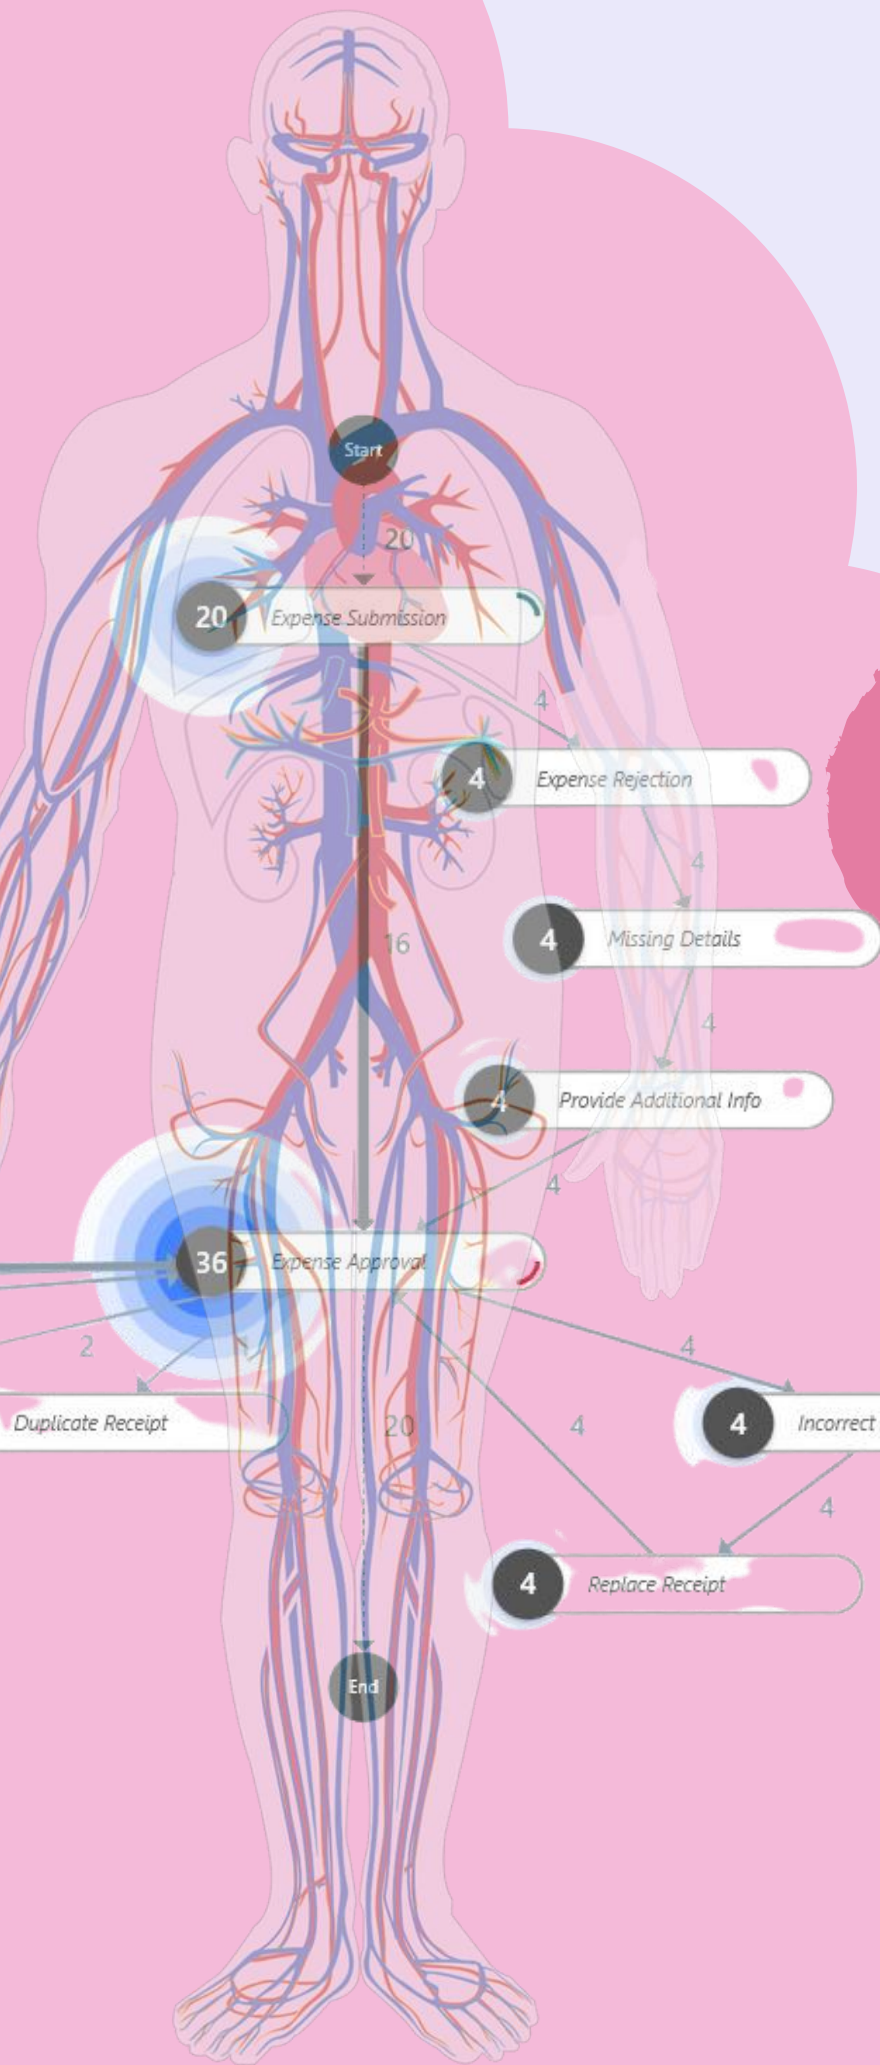 Start
20
20 Expense Submission
4
4 Expense Rejection
4
16
4 Missing Details
4
4 Provide Additional Info
4
36 Expense Approval
2
4
Duplicate Receipt
20
4
4 Incorrect
4
4 Replace Receipt
End